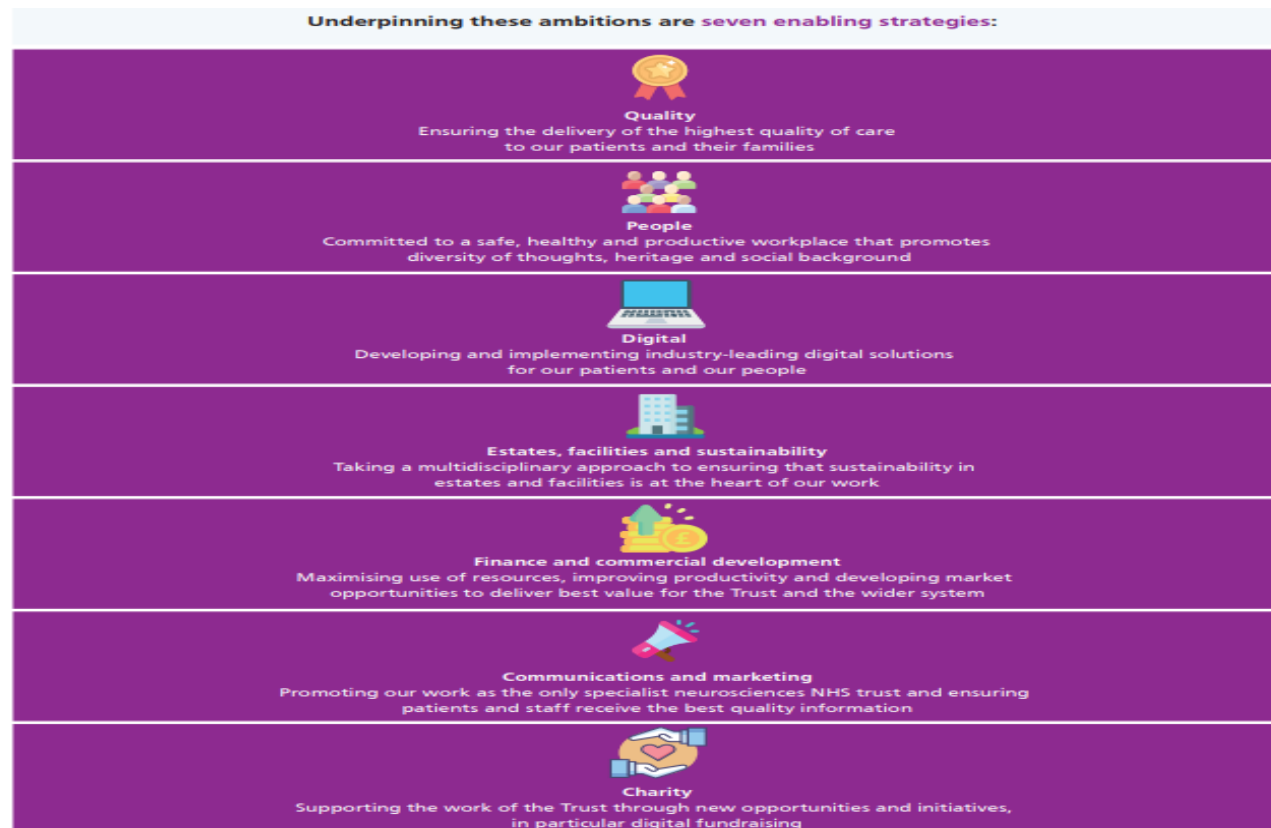 Underpinning these ambitions are seven enabling strategies:
Quality
Ensuring the delivery of the highest quality of care
to our patients and their families
People
Committed to a safe, healthy and productive workplace that promotes
diversity of thoughts, heritage and social background
Digital
Developing and implementing industry-leading digital solutions
for our patients and our people
Estates, facilities and sustainability
Taking a multidisciplinary approach to ensuring that sustainability in
estates and facilities is at the heart of our work
£
Finance and commercial development
Maximising use of resources, improving productivity and developing market
opportunities to deliver best value for the Trust and the wider system
Communications and marketing
Promoting our work as the only specialist neurosciences NHS trust and ensuring
patients and staff receive the best quality information
Charity
Supporting the work of the Trust through new opportunities and initiatives,
in particular digital fundraising